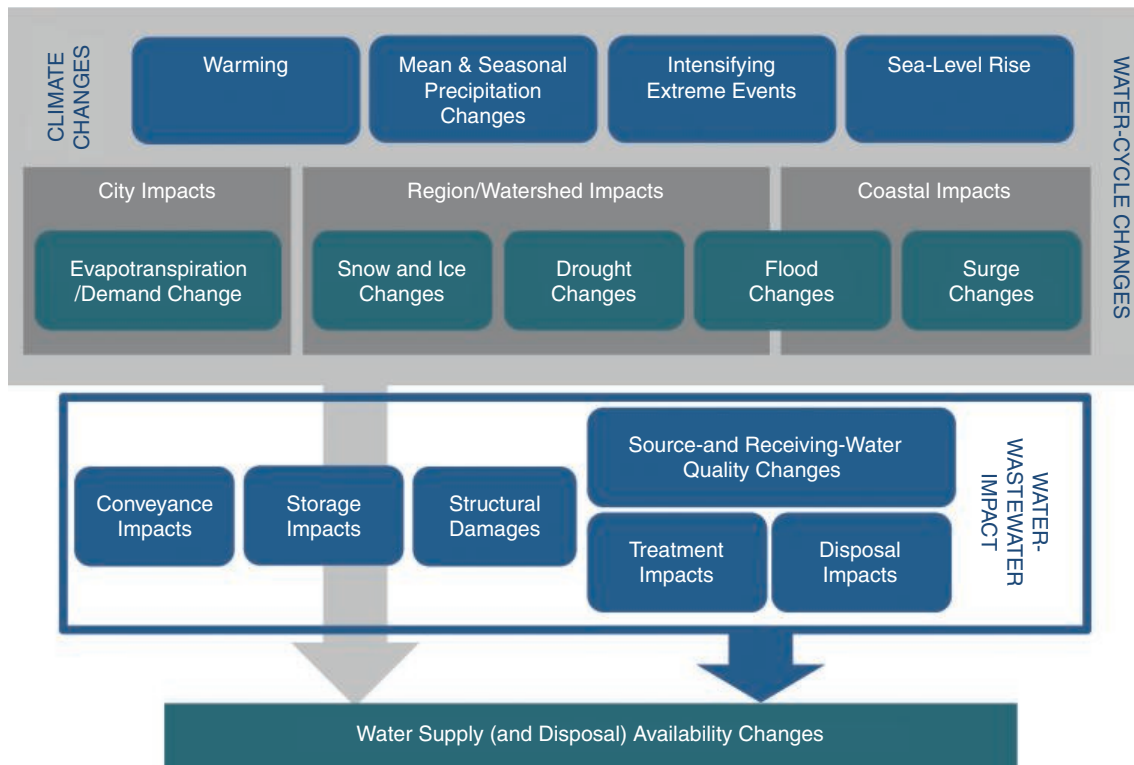 CLIMATE
CHANGES
Warming
Mean & Seasonal
Precipitation
Changes
Intensifying
Extreme Events
Sea-Level Rise
WATER-CYCLE CHANGES
City Impacts
Region/Watershed Impacts
Coastal Impacts
Evapotranspiration
/Demand Change
Snow and Ice
Changes
Drought
Changes
Flood
Changes
Surge
Changes
Conveyance
Impacts
Storage
Impacts
Structural
Damages
Source-and Receiving-Water
Quality Changes
Treatment
Impacts
Disposal
Impacts
WATER-
WASTEWATER
IMPACT
Water Supply (and Disposal) Availability Changes